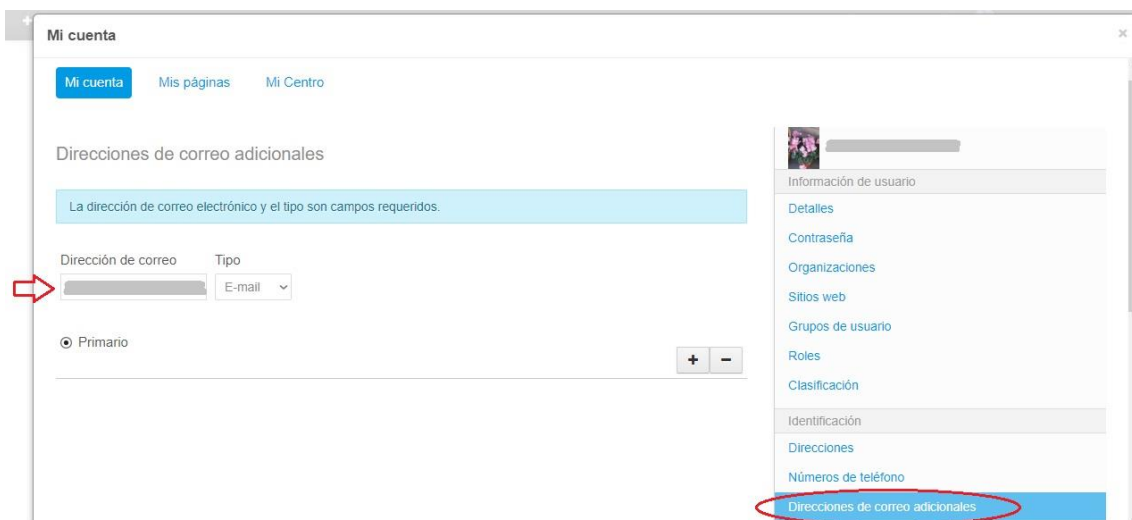 Mi cuenta
×
Mi cuenta Mis páginas Mi Centro
Direcciones de correo adicionales
La dirección de correo electrónico y el tipo son campos requeridos.
Dirección de correo Tipo
E-mail
Primario
+ −
Información de usuario
Detalles
Contraseña
Organizaciones
Sitios web
Grupos de usuario
Roles
Clasificación
Identificación
Direcciones
Números de teléfono
Direcciones de correo adicionales